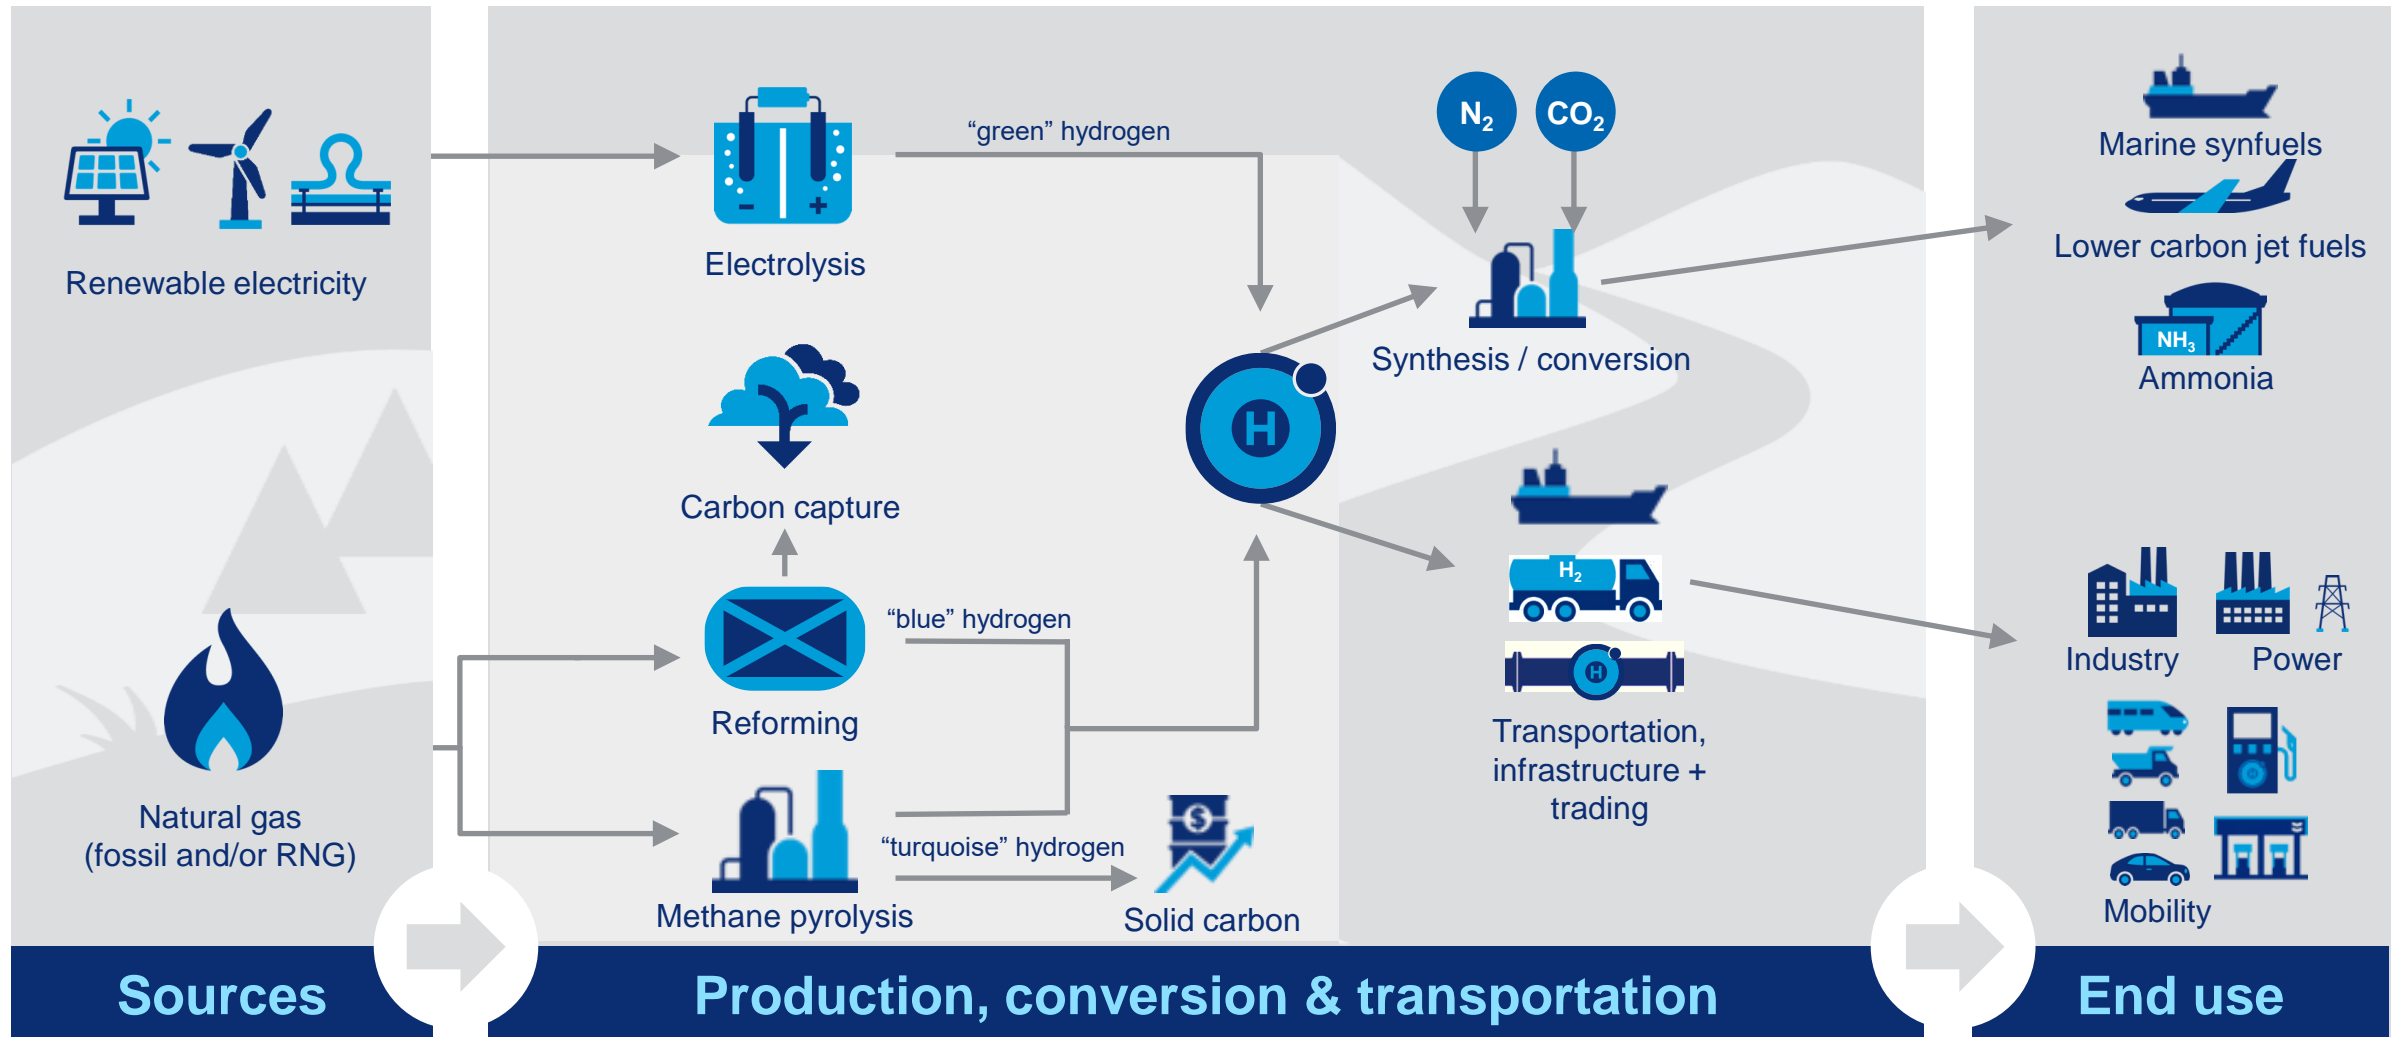 Renewable electricity
Natural gas
(fossil and/or RNG)
Sources
- +
Electrolysis
“green” hydrogen
Carbon capture
Reforming
“blue” hydrogen
Methane pyrolysis
“turquoise” hydrogen
$
Solid carbon
H
N₂
CO₂
Synthesis / conversion
H₂
H
Transportation,
infrastructure +
trading
Production, conversion & transportation
Marine synfuels
Lower carbon jet fuels
NH₃
Ammonia
Industry
Power
H
Mobility
End use